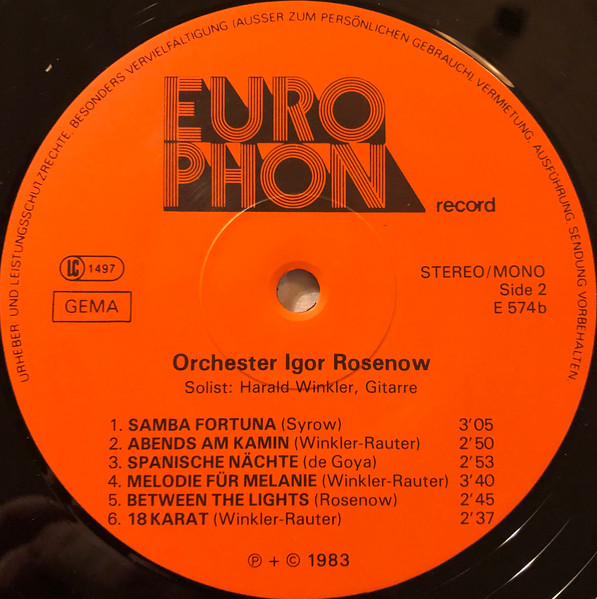 URHEBER UND LEISTUNGSSCHUTZRECHTE, BESONDERS VERVIELFÄLTIGUNG (AUSSER ZUM PERSÖNLICHEN GEBRAUCH), VERMIETUNG, AUSFÜHRUNG, SENDUNG VORBEHALTEN.
EURO
PHON
record
LC 1497
GEMA
STEREO/MONO
Side 2
E 574b
Orchester Igor Rosenow
Solist: Harald Winkler, Gitarre
1. SAMBA FORTUNA (Syrow) 3'05
2. ABENDS AM KAMIN (Winkler-Rauter) 2'50
3. SPANISCHE NÄCHTE (de Goya) 2'53
4. MELODIE FÜR MELANIE (Winkler-Rauter) 3'40
5. BETWEEN THE LIGHTS (Rosenow) 2'45
6. 18 KARAT (Winkler-Rauter) 2'37
℗ + © 1983